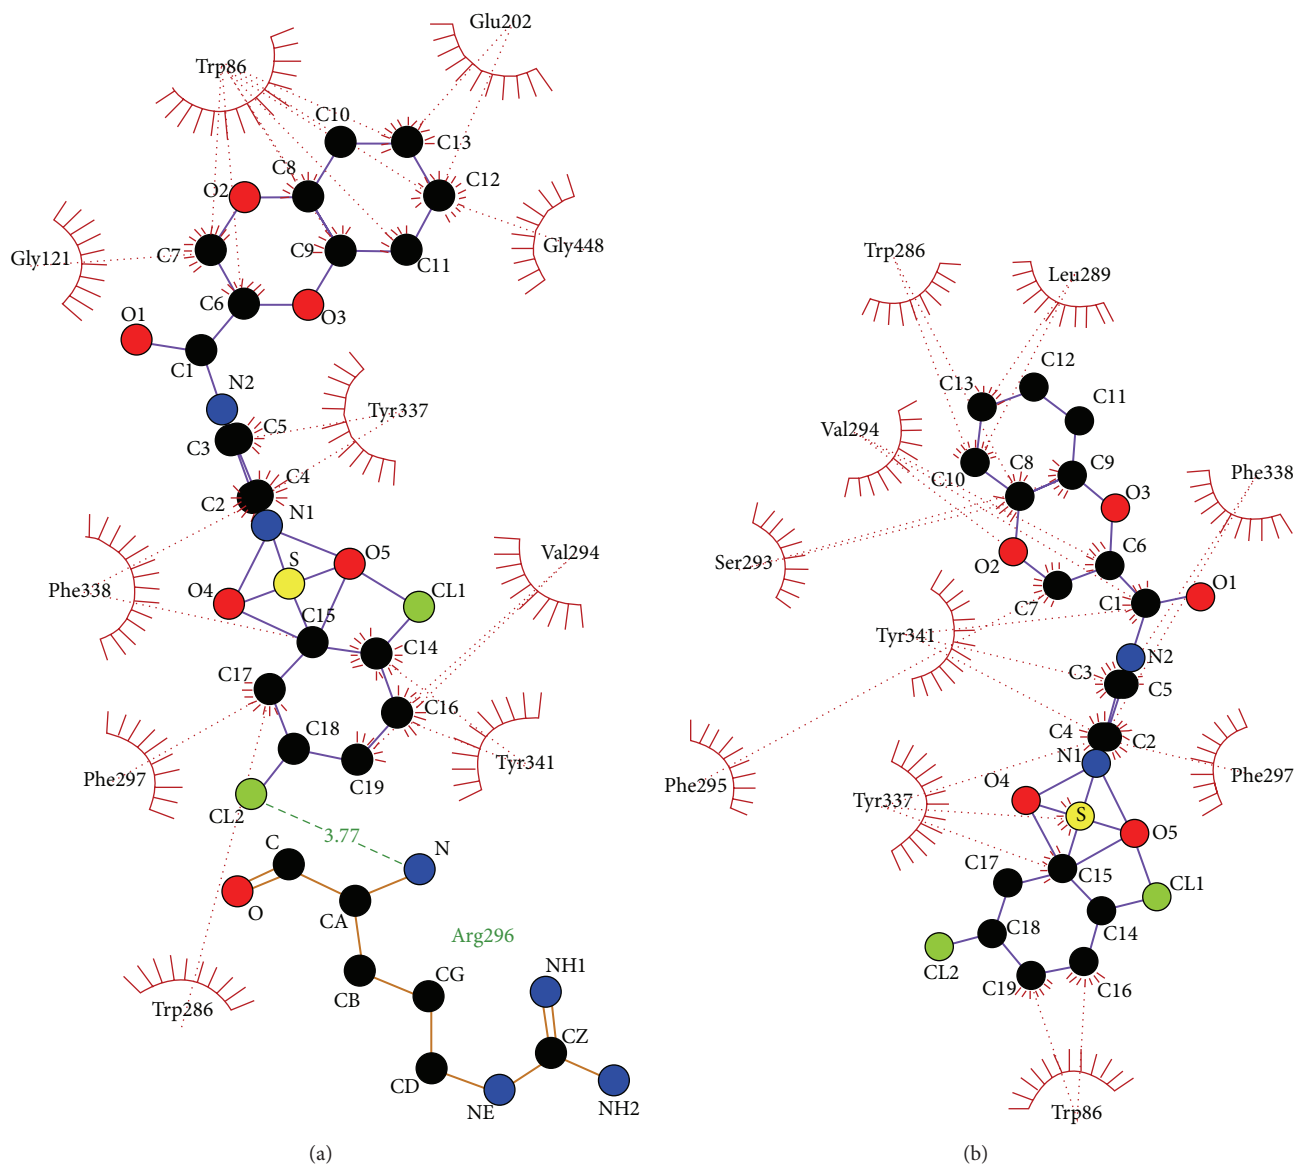 Glu202
Trp86
C10
C13
C8
C12
O2
Gly448
C7
C9
C11
Gly121
C6
O1
O3
C1
N2
Tyr337
C5
C3
C4
C2
N1
O5
Val294
S
Phe338
O4
CL1
C15
C14
C17
C16
C18
Tyr341
Phe297
C19
CL2
3.77
N
C
O
CA
Arg296
CG
NH1
CB
Trp286
CZ
CD
NE
NH2
(a)
Trp286
Leu289
C12
C13
C11
Val294
C8
C9
C10
Phe338
O3
Ser293
O2
C6
O1
C7
C1
Tyr341
N2
C3
C5
C4
C2
N1
Phe295
O4
Phe297
Tyr337
S
O5
C17
C15
CL1
C18
C14
CL2
C19
C16
Trp86
(b)